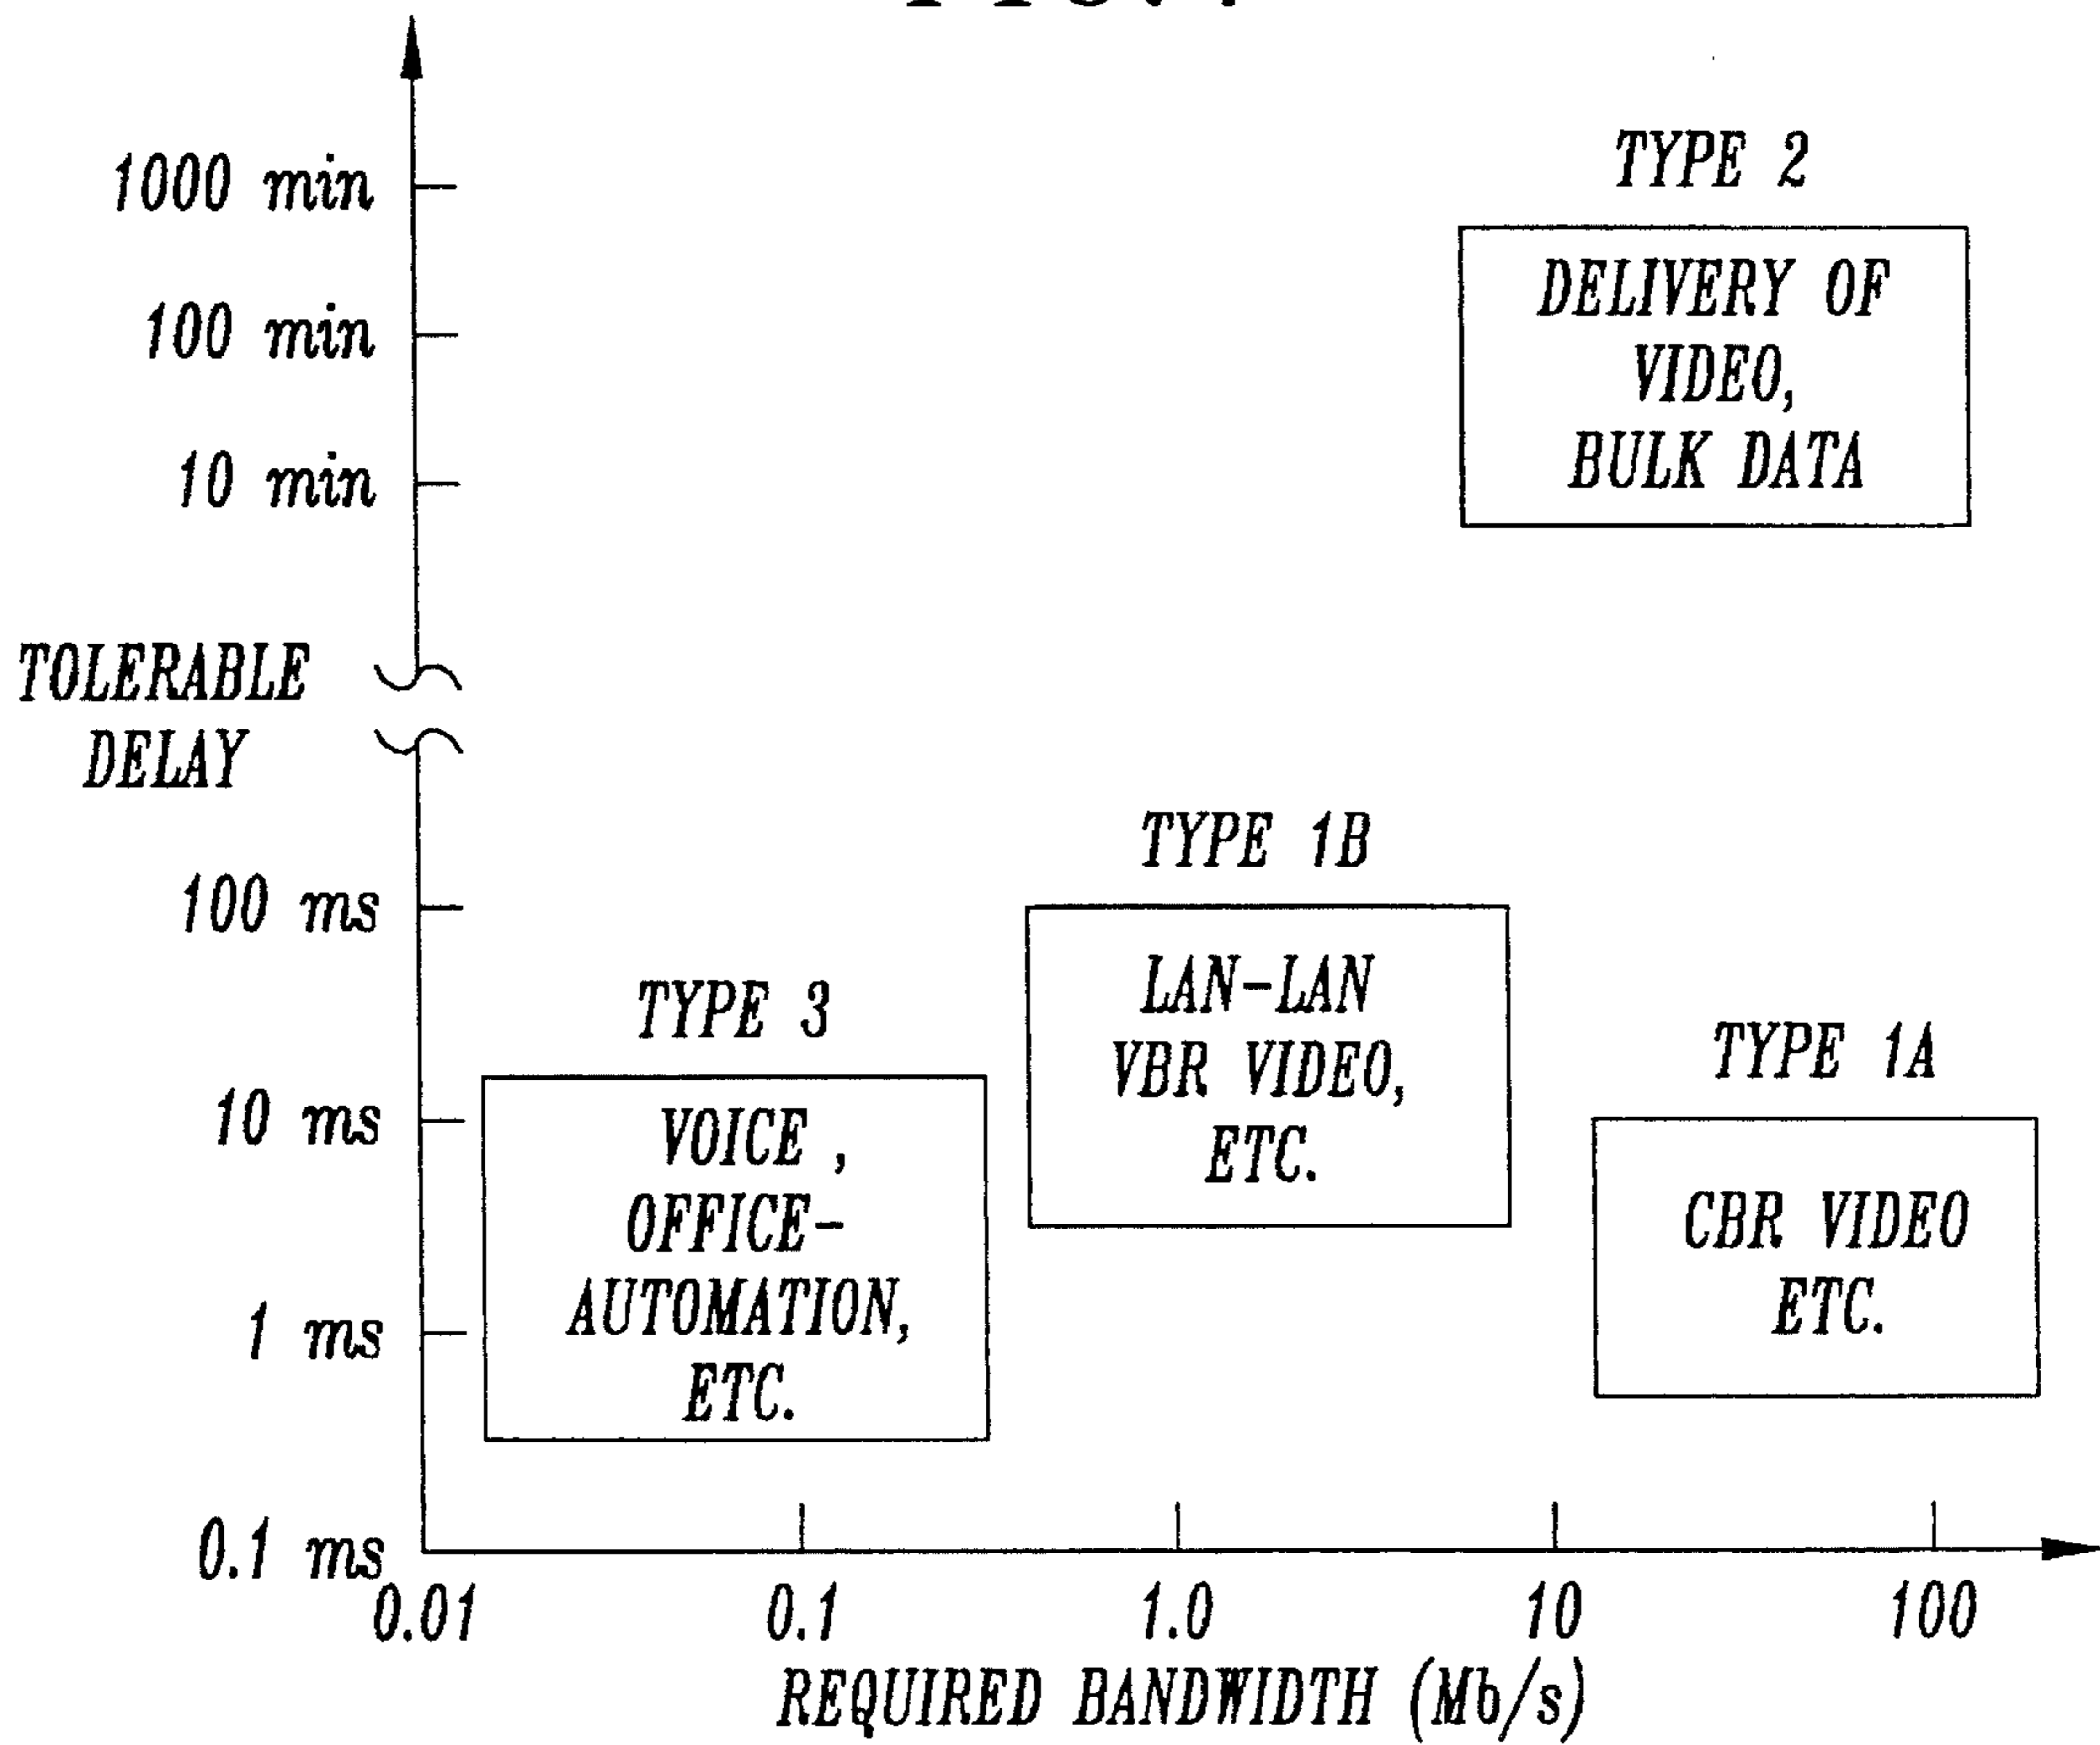 1000 min
100 min
10 min
TOLERABLE
DELAY
100 ms
10 ms
1 ms
0.1 ms
TYPE 2
DELIVERY OF
VIDEO,
BULK DATA
TYPE 1B
LAN-LAN
VBR VIDEO,
ETC.
TYPE 3
VOICE ,
OFFICE-
AUTOMATION,
ETC.
TYPE 1A
CBR VIDEO
ETC.
0.01
0.1
1.0
10
100
REQUIRED BANDWIDTH (Mb/s)